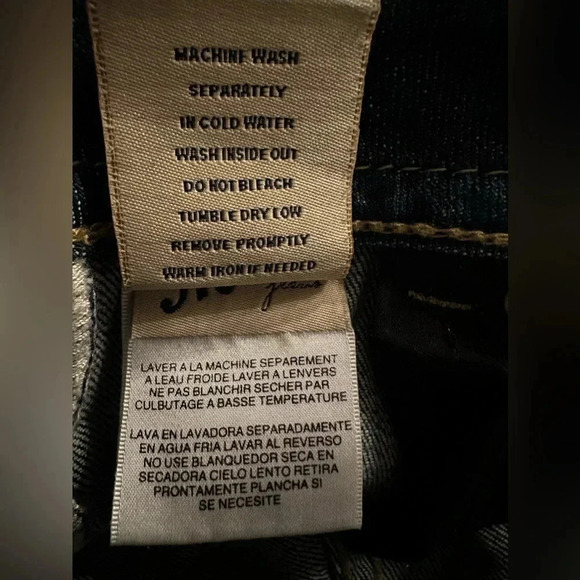 MACHINE WASH
SEPARATELY
IN COLD WATER
WASH INSIDE OUT
DO NOT BLEACH
TUMBLE DRY LOW
REMOVE PROMPTLY
WARM IRON IF NEEDED
jeans
LAVER A LA MACHINE SEPAREMENT
A LEAU FROIDE LAVER A LENVERS
NE PAS BLANCHIR SECHER PAR
CULBUTAGE A BASSE TEMPERATURE
LAVA EN LAVADORA SEPARADAMENTE
EN AGUA FRIA LAVAR AL REVERSO
NO USE BLANQUEDOR SECA EN
SECADORA CIELO LENTO RETIRA
PRONTAMENTE PLANCHA SI
SE NECESITE